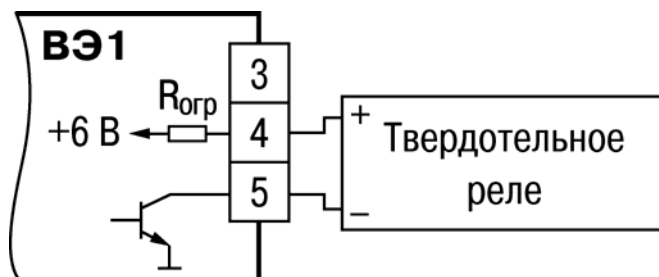 ВЭ1
3
Rогр
+6 В
4
+
Твердотельное
реле
5
–